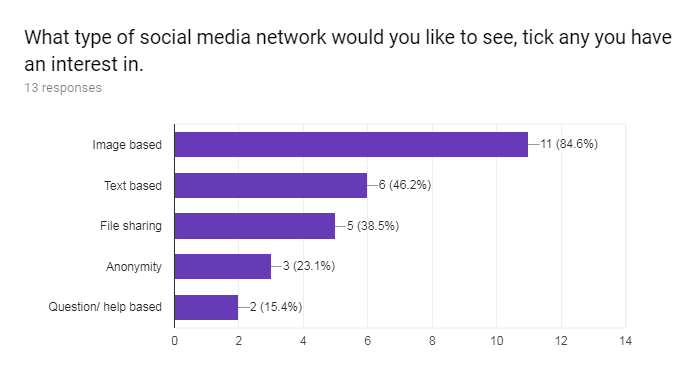 What type of social media network would you like to see, tick any you have
an interest in.
13 responses
Image based
11 (84.6%)
Text based
6 (46.2%)
File sharing
5 (38.5%)
Anonymity
3 (23.1%)
Question/ help based
2 (15.4%)
0 2 4 6 8 10 12 14